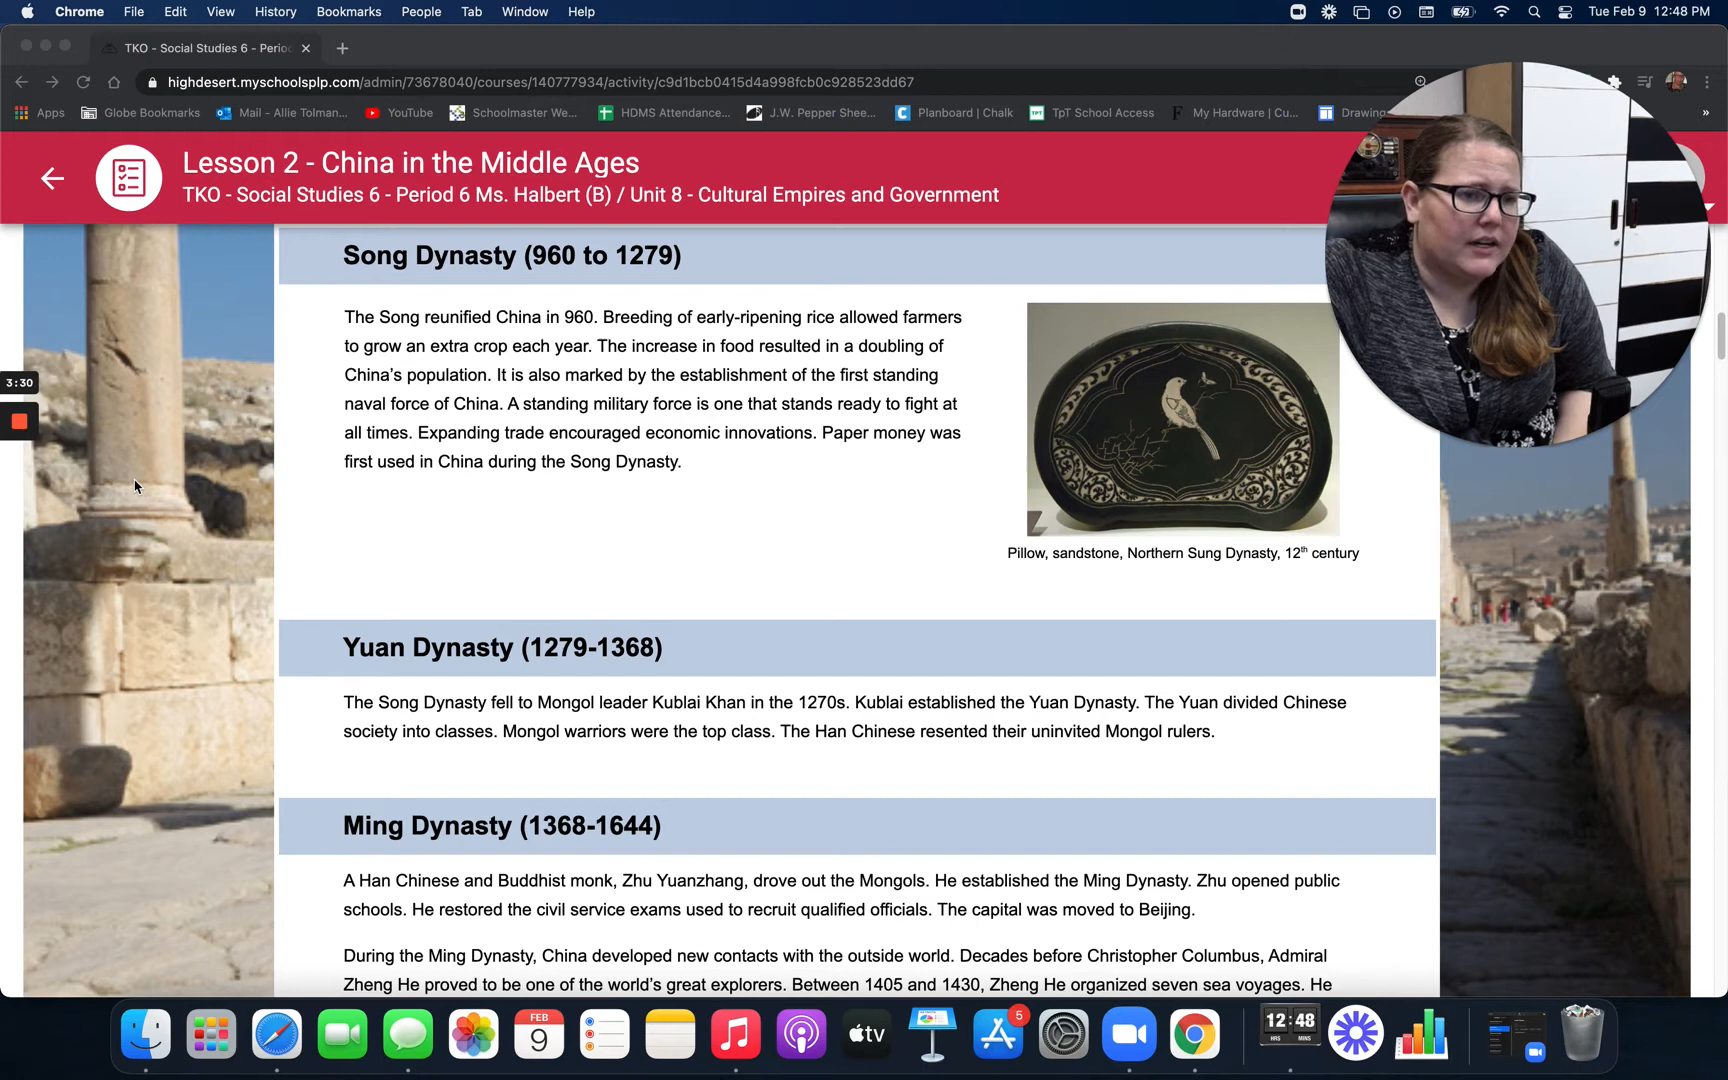 Chrome File Edit View History Bookmarks People Tab Window Help
Tue Feb 9 12:48 PM
TKO - Social Studies 6 - Perio
highdesert.myschoolsplp.com/admin/73678040/courses/140777934/activity/c9d1bcb0415d4a998fcb0c928523dd67
Apps Globe Bookmarks Mail - Allie Tolman... YouTube Schoolmaster We... HDMS Attendance... J.W. Pepper Shee... Planboard | Chalk TpT School Access My Hardware | Cu... Drawing
Lesson 2 - China in the Middle Ages
TKO - Social Studies 6 - Period 6 Ms. Halbert (B) / Unit 8 - Cultural Empires and Government
Song Dynasty (960 to 1279)
The Song reunified China in 960. Breeding of early-ripening rice allowed farmers
to grow an extra crop each year. The increase in food resulted in a doubling of
China's population. It is also marked by the establishment of the first standing
naval force of China. A standing military force is one that stands ready to fight at
all times. Expanding trade encouraged economic innovations. Paper money was
first used in China during the Song Dynasty.
Pillow, sandstone, Northern Sung Dynasty, 12th century
3:30
Yuan Dynasty (1279-1368)
The Song Dynasty fell to Mongol leader Kublai Khan in the 1270s. Kublai established the Yuan Dynasty. The Yuan divided Chinese
society into classes. Mongol warriors were the top class. The Han Chinese resented their uninvited Mongol rulers.
Ming Dynasty (1368-1644)
A Han Chinese and Buddhist monk, Zhu Yuanzhang, drove out the Mongols. He established the Ming Dynasty. Zhu opened public
schools. He restored the civil service exams used to recruit qualified officials. The capital was moved to Beijing.
During the Ming Dynasty, China developed new contacts with the outside world. Decades before Christopher Columbus, Admiral
Zheng He proved to be one of the world's great explorers. Between 1405 and 1430, Zheng He organized seven sea voyages. He
FEB
9
tv
5
12:48
HRS MINS